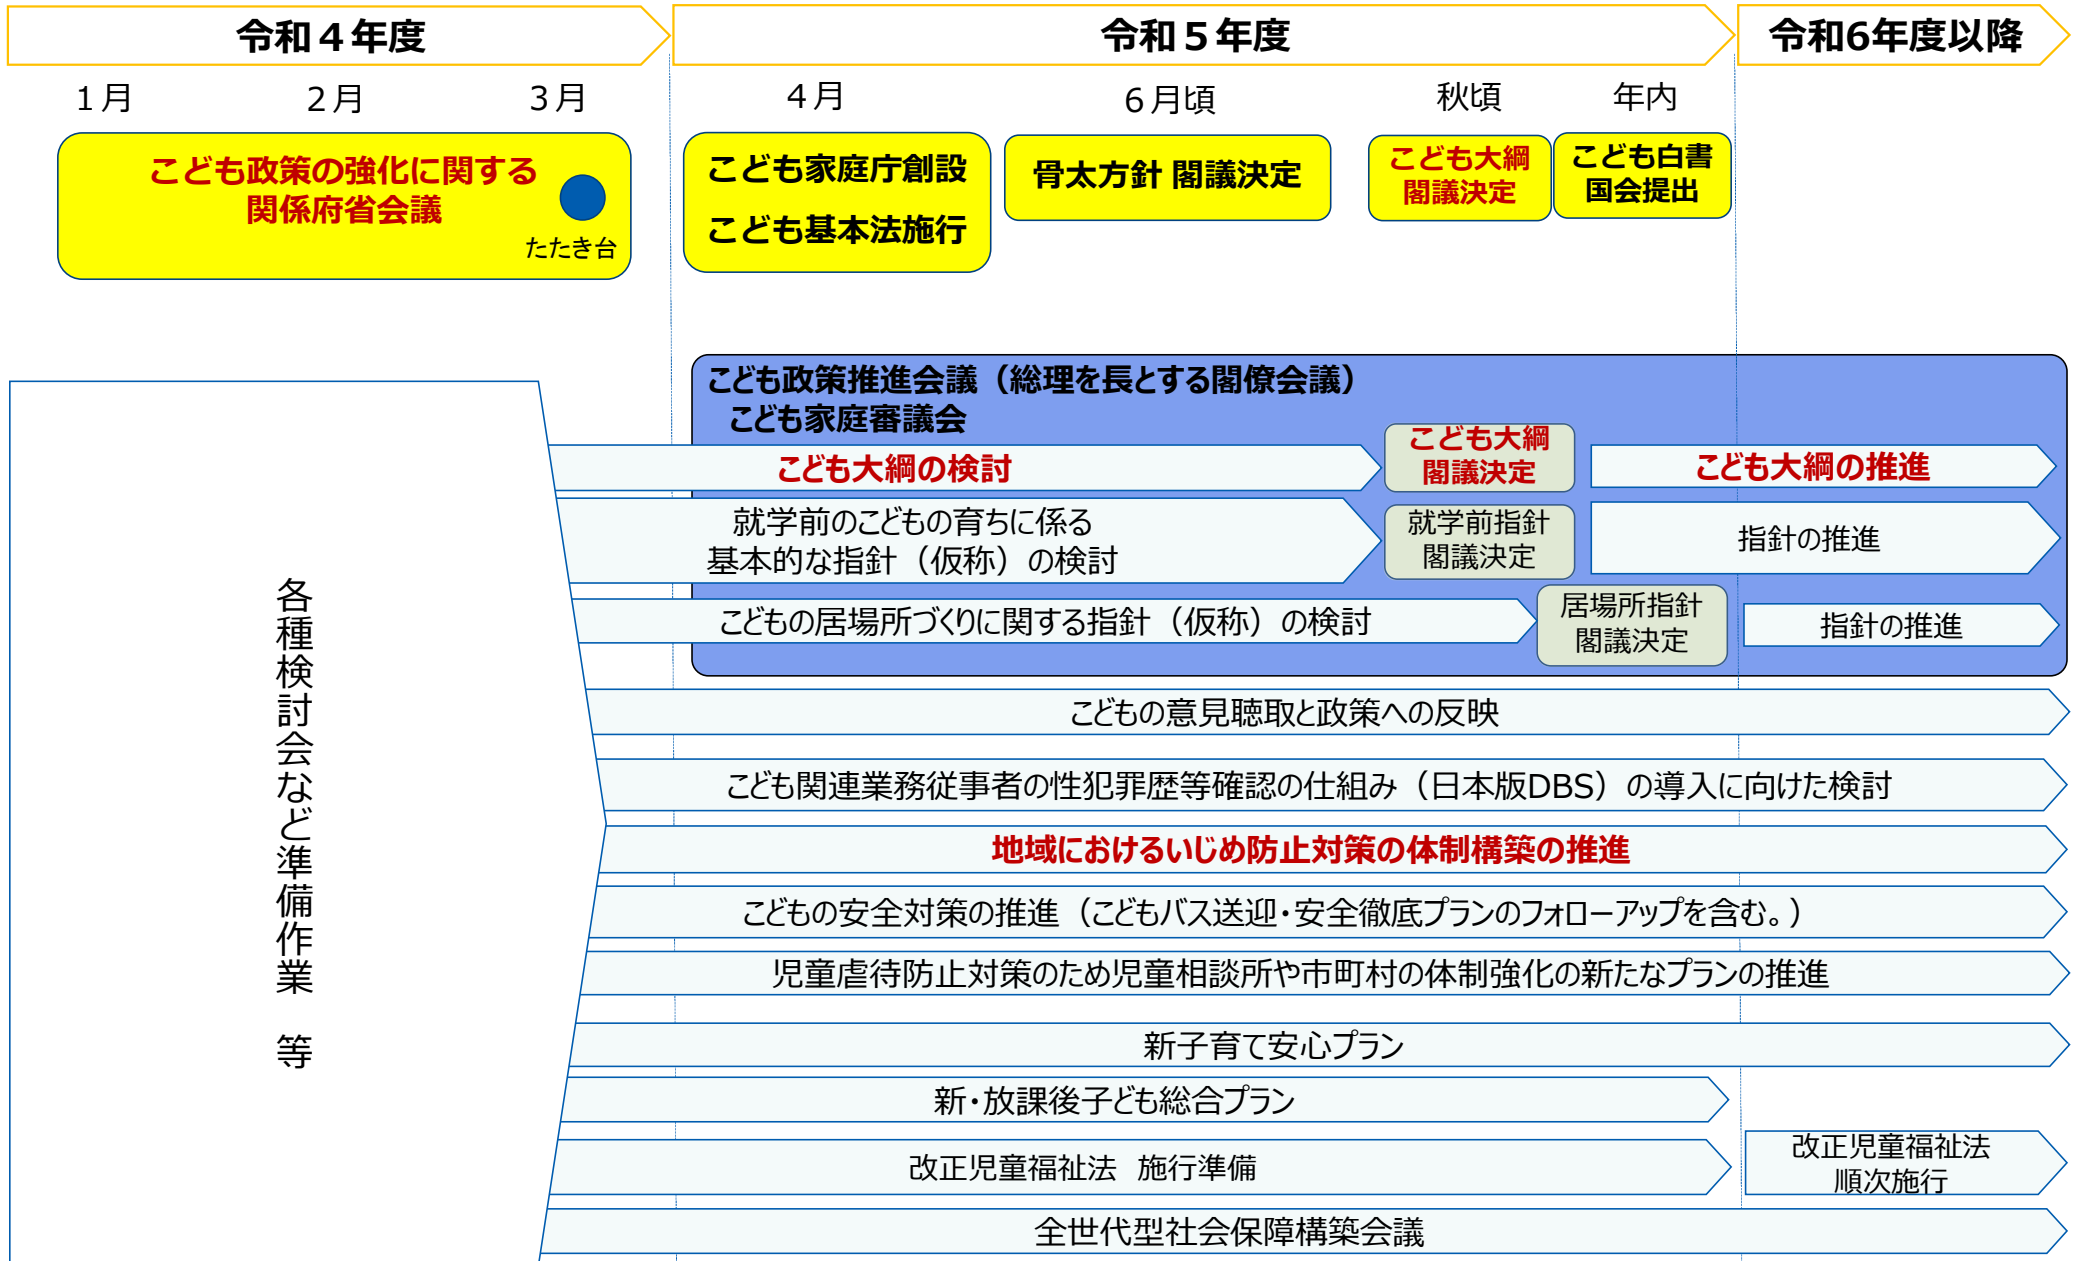 令和４年度
令和５年度
令和6年度以降
１月
２月
３月
４月
６月頃
秋頃
年内
こども政策の強化に関する
関係府省会議
たたき台
こども家庭庁創設
こども基本法施行
骨太方針 閣議決定
こども大綱
閣議決定
こども白書
国会提出
こども政策推進会議（総理を長とする閣僚会議）
こども家庭審議会
こども大綱の検討
こども大綱
閣議決定
こども大綱の推進
就学前のこどもの育ちに係る
基本的な指針（仮称）の検討
就学前指針
閣議決定
指針の推進
こどもの居場所づくりに関する指針（仮称）の検討
居場所指針
閣議決定
指針の推進
各種検討会など準備作業　等
こどもの意見聴取と政策への反映
こども関連業務従事者の性犯罪歴等確認の仕組み（日本版DBS）の導入に向けた検討
地域におけるいじめ防止対策の体制構築の推進
こどもの安全対策の推進（こどもバス送迎・安全徹底プランのフォローアップを含む。）
児童虐待防止対策のため児童相談所や市町村の体制強化の新たなプランの推進
新子育て安心プラン
新・放課後子ども総合プラン
改正児童福祉法　施行準備
改正児童福祉法
順次施行
全世代型社会保障構築会議